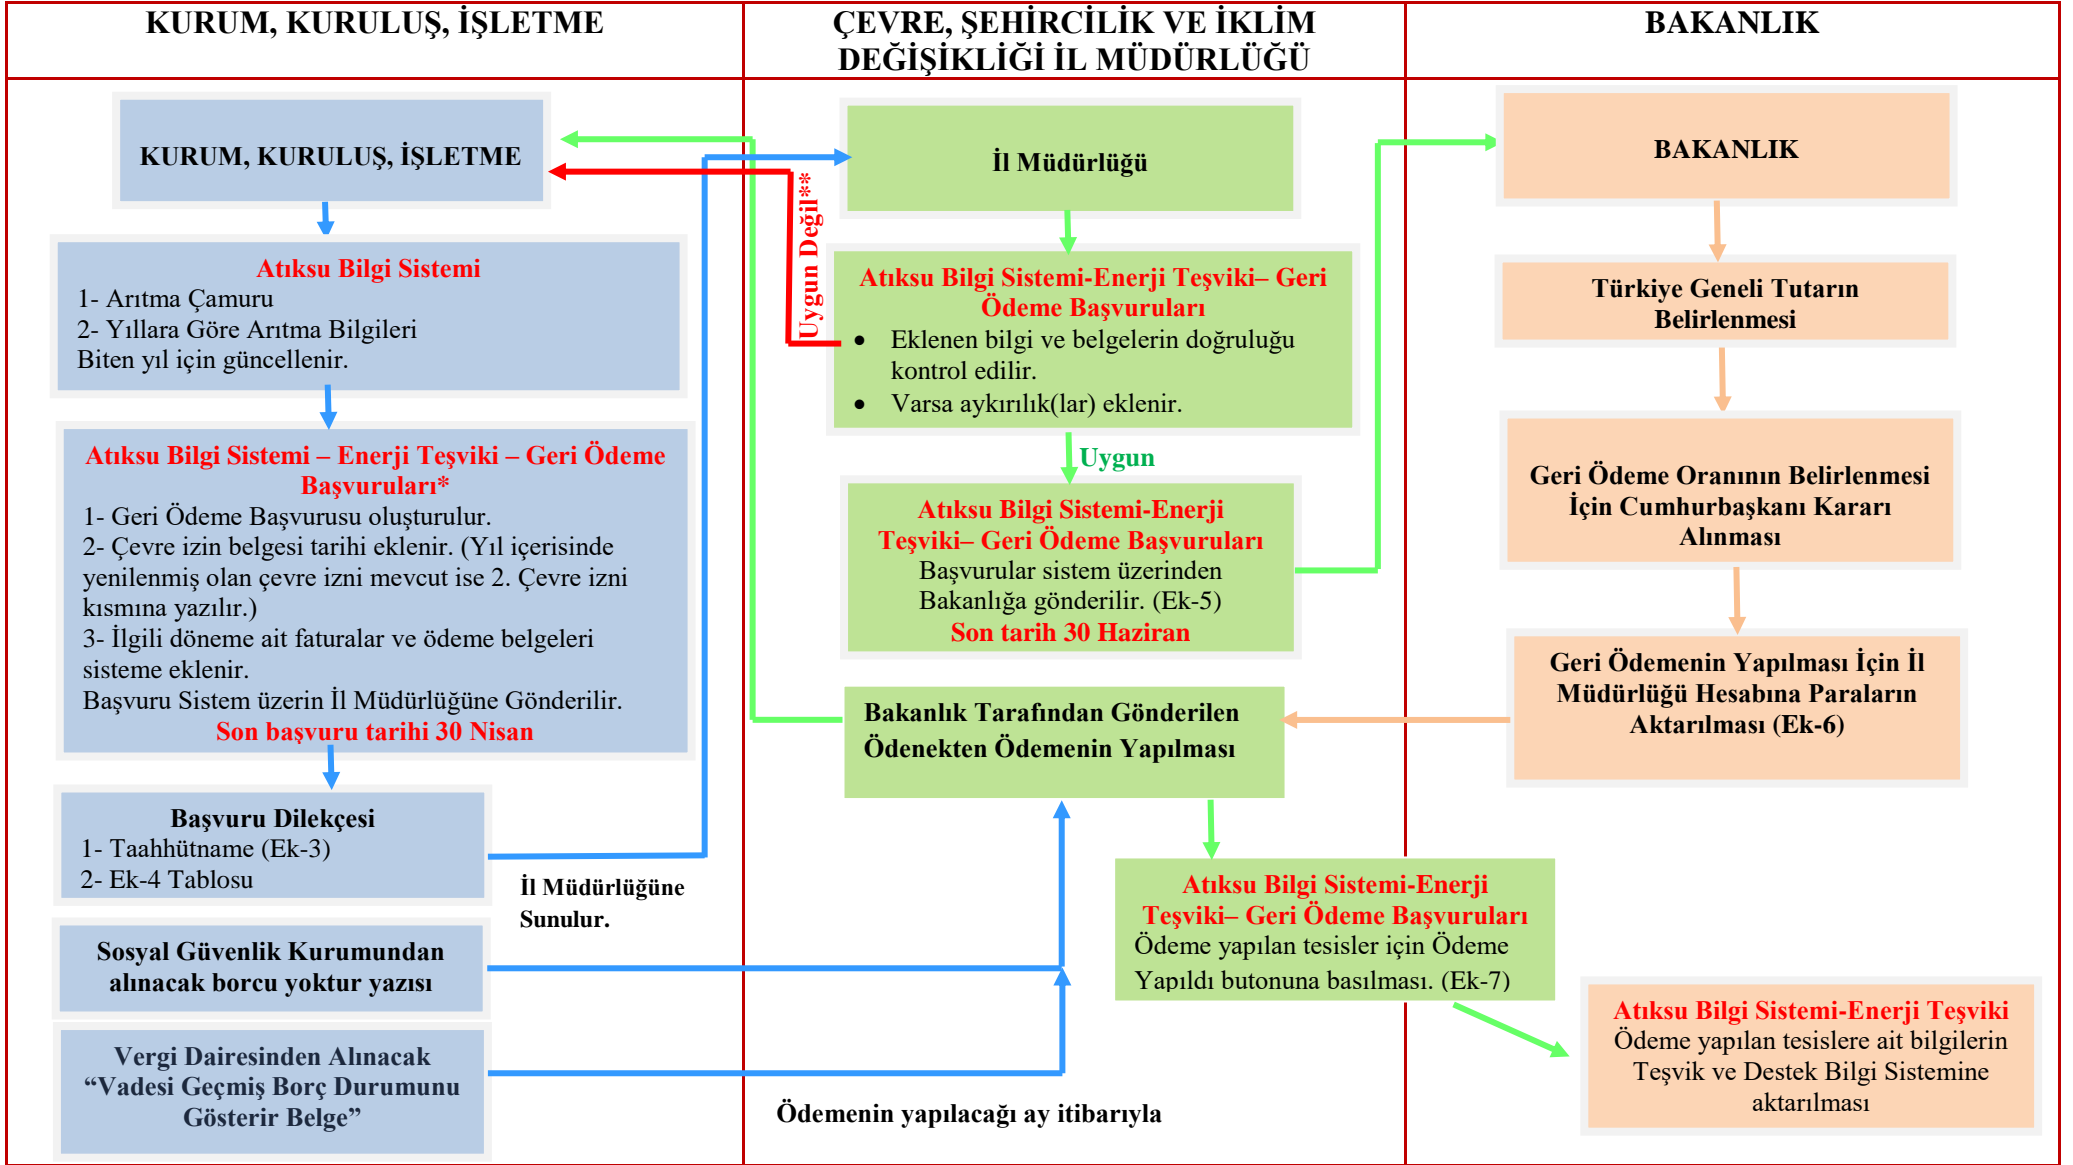 KURUM, KURULUŞ, İŞLETME
ÇEVRE, ŞEHİRCİLİK VE İKLİM
DEĞİŞİKLİĞİ İL MÜDÜRLÜĞÜ
BAKANLIK
KURUM, KURULUŞ, İŞLETME
Atıksu Bilgi Sistemi
1- Arıtma Çamuru
2- Yıllara Göre Arıtma Bilgileri
Biten yıl için güncellenir.
Atıksu Bilgi Sistemi – Enerji Teşviki – Geri Ödeme
Başvuruları*
1- Geri Ödeme Başvurusu oluşturulur.
2- Çevre izin belgesi tarihi eklenir. (Yıl içerisinde
yenilenmiş olan çevre izni mevcut ise 2. Çevre izni
kısmına yazılır.)
3- İlgili döneme ait faturalar ve ödeme belgeleri
sisteme eklenir.
Başvuru Sistem üzerin İl Müdürlüğüne Gönderilir.
Son başvuru tarihi 30 Nisan
Başvuru Dilekçesi
1- Taahhütname (Ek-3)
2- Ek-4 Tablosu
İl Müdürlüğüne
Sunulur.
Sosyal Güvenlik Kurumundan
alınacak borcu yoktur yazısı
Vergi Dairesinden Alınacak
“Vadesi Geçmiş Borç Durumunu
Gösterir Belge”
İl Müdürlüğü
Uygun Değil**
Atıksu Bilgi Sistemi-Enerji Teşviki– Geri
Ödeme Başvuruları
• Eklenen bilgi ve belgelerin doğruluğu
kontrol edilir.
• Varsa aykırılık(lar) eklenir.
Uygun
Atıksu Bilgi Sistemi-Enerji
Teşviki– Geri Ödeme Başvuruları
Başvurular sistem üzerinden
Bakanlığa gönderilir. (Ek-5)
Son tarih 30 Haziran
Bakanlık Tarafından Gönderilen
Ödenekten Ödemenin Yapılması
Atıksu Bilgi Sistemi-Enerji
Teşviki– Geri Ödeme Başvuruları
Ödeme yapılan tesisler için Ödeme
Yapıldı butonuna basılması. (Ek-7)
Ödemenin yapılacağı ay itibarıyla
BAKANLIK
Türkiye Geneli Tutarın
Belirlenmesi
Geri Ödeme Oranının Belirlenmesi
İçin Cumhurbaşkanı Kararı
Alınması
Geri Ödemenin Yapılması İçin İl
Müdürlüğü Hesabına Paraların
Aktarılması (Ek-6)
Atıksu Bilgi Sistemi-Enerji Teşviki
Ödeme yapılan tesislere ait bilgilerin
Teşvik ve Destek Bilgi Sistemine
aktarılması